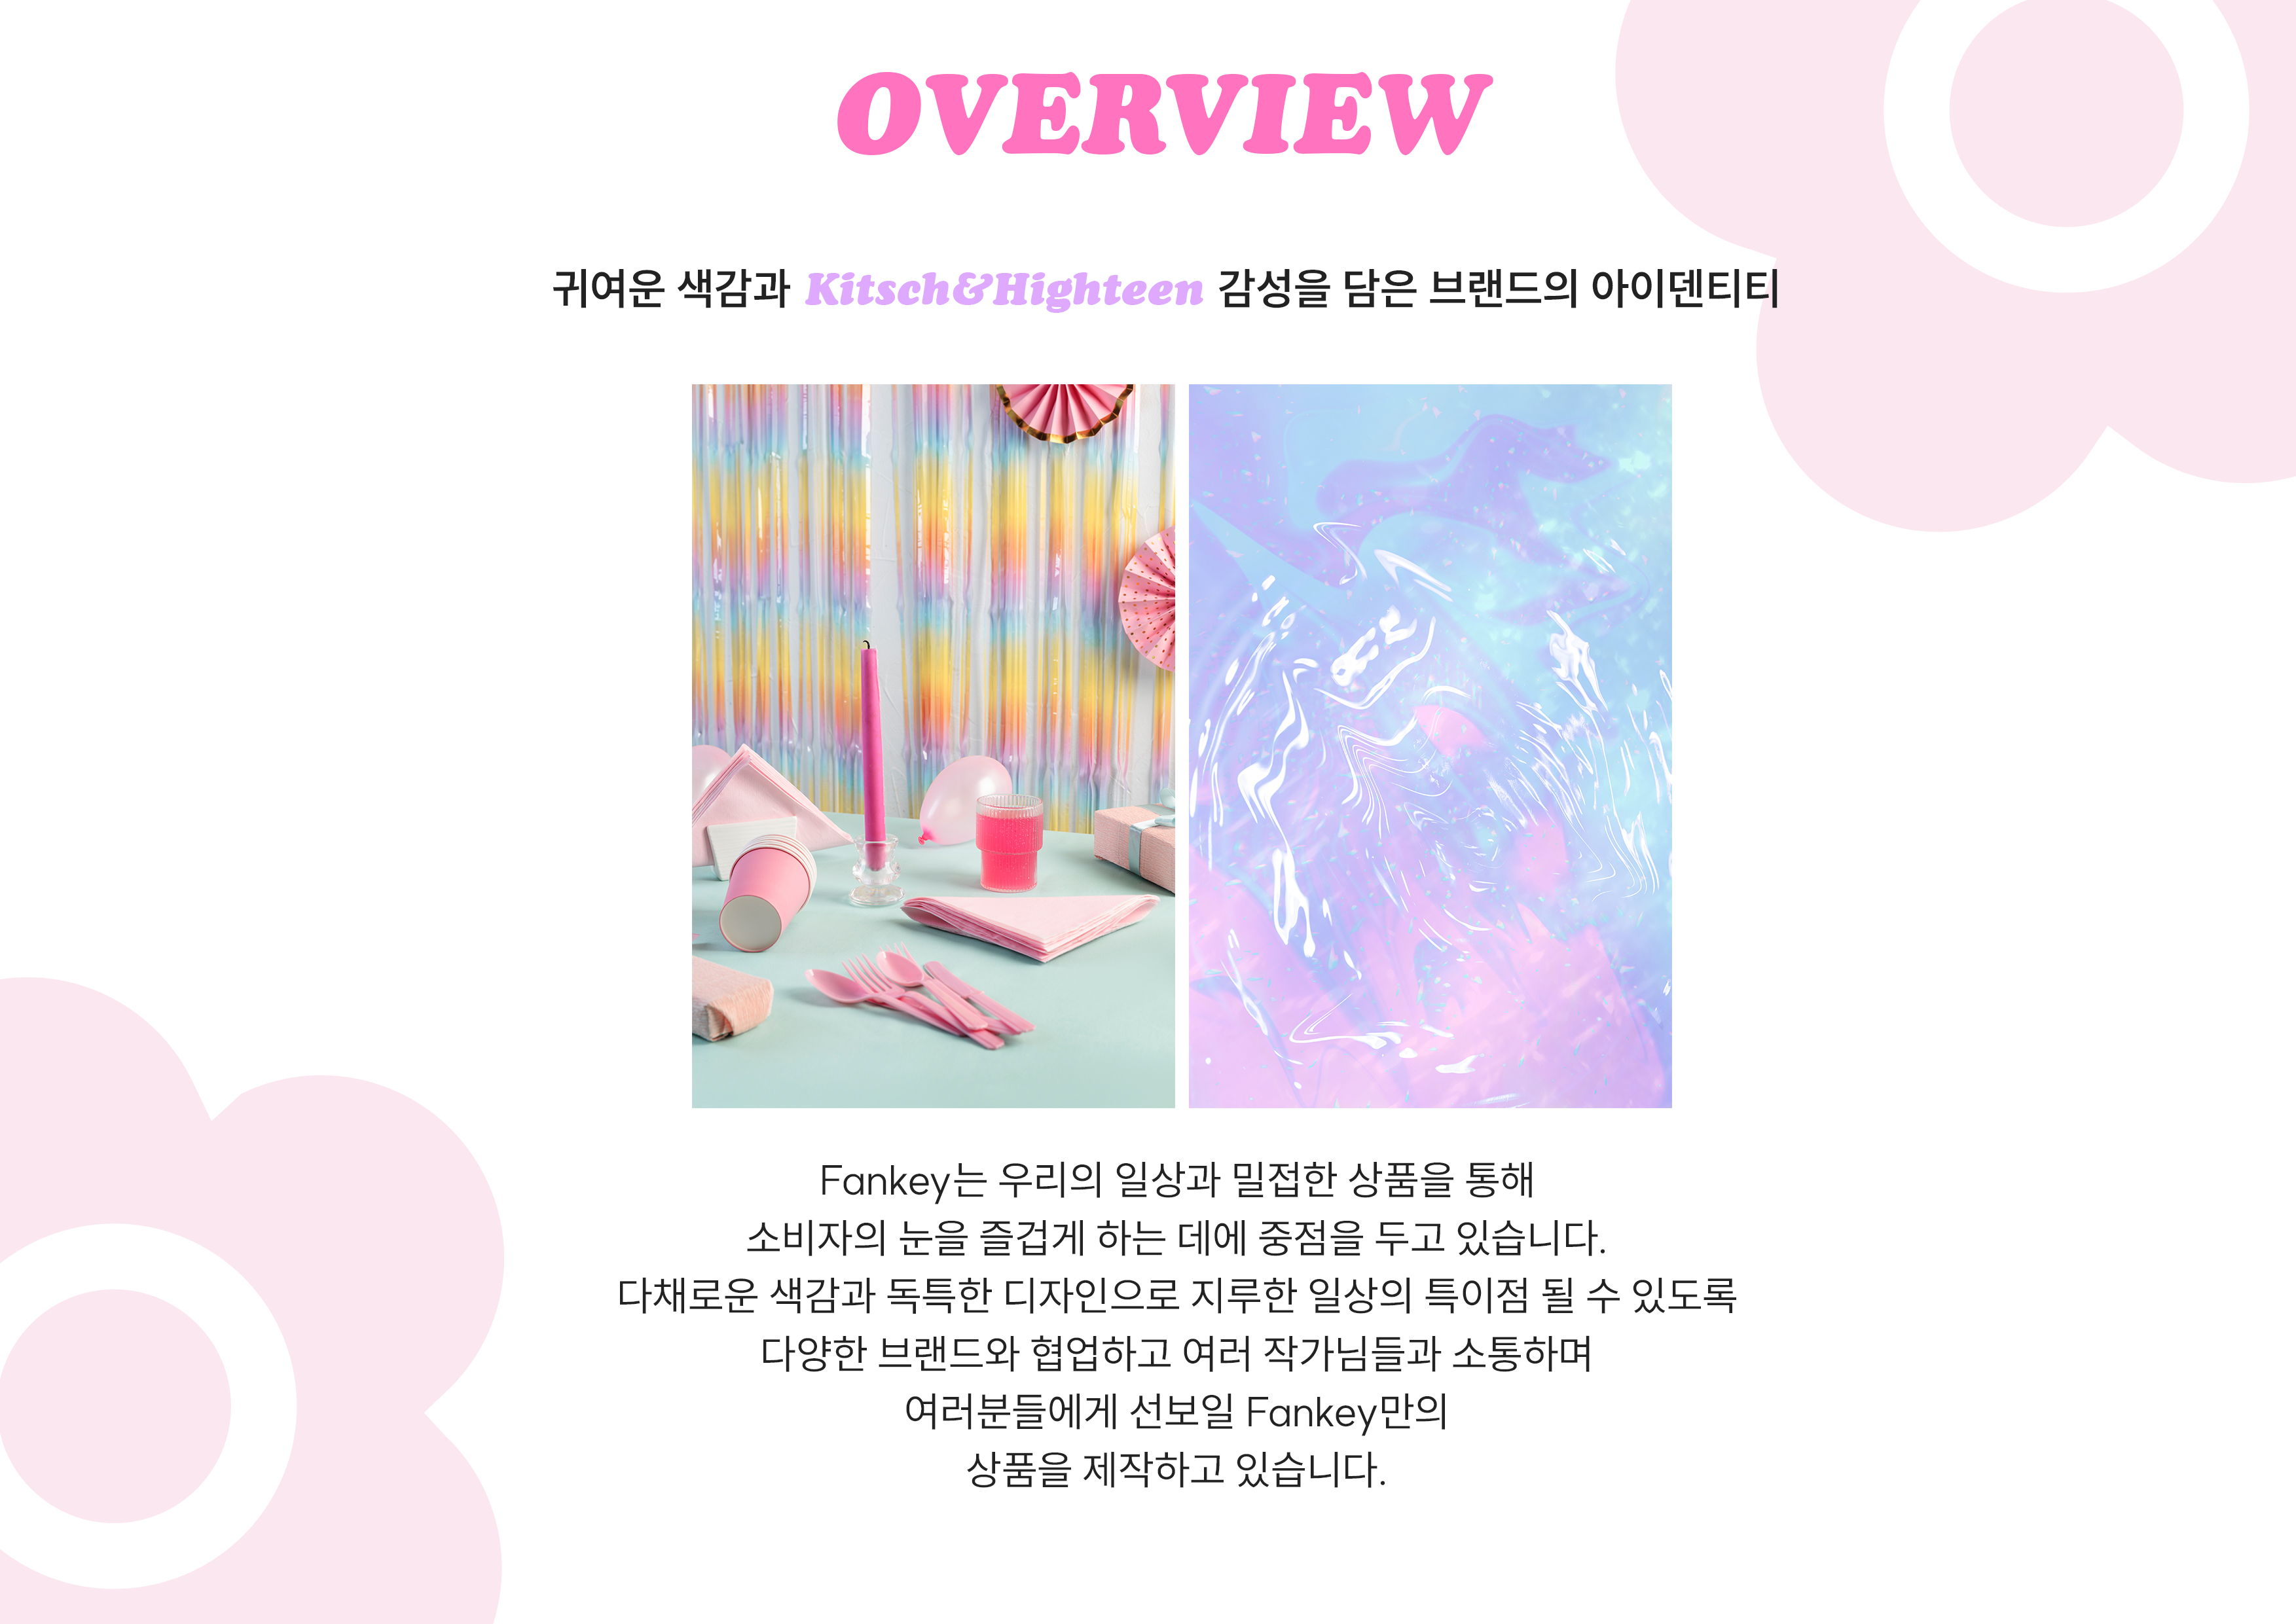 OVERVIEW
귀여운 색감과 Kitsch&Highteen 감성을 담은 브랜드의 아이덴티티
Fankey는 우리의 일상과 밀접한 상품을 통해
소비자의 눈을 즐겁게 하는 데에 중점을 두고 있습니다.
다채로운 색감과 독특한 디자인으로 지루한 일상의 특이점 될 수 있도록
다양한 브랜드와 협업하고 여러 작가님들과 소통하며
여러분들에게 선보일 Fankey만의
상품을 제작하고 있습니다.